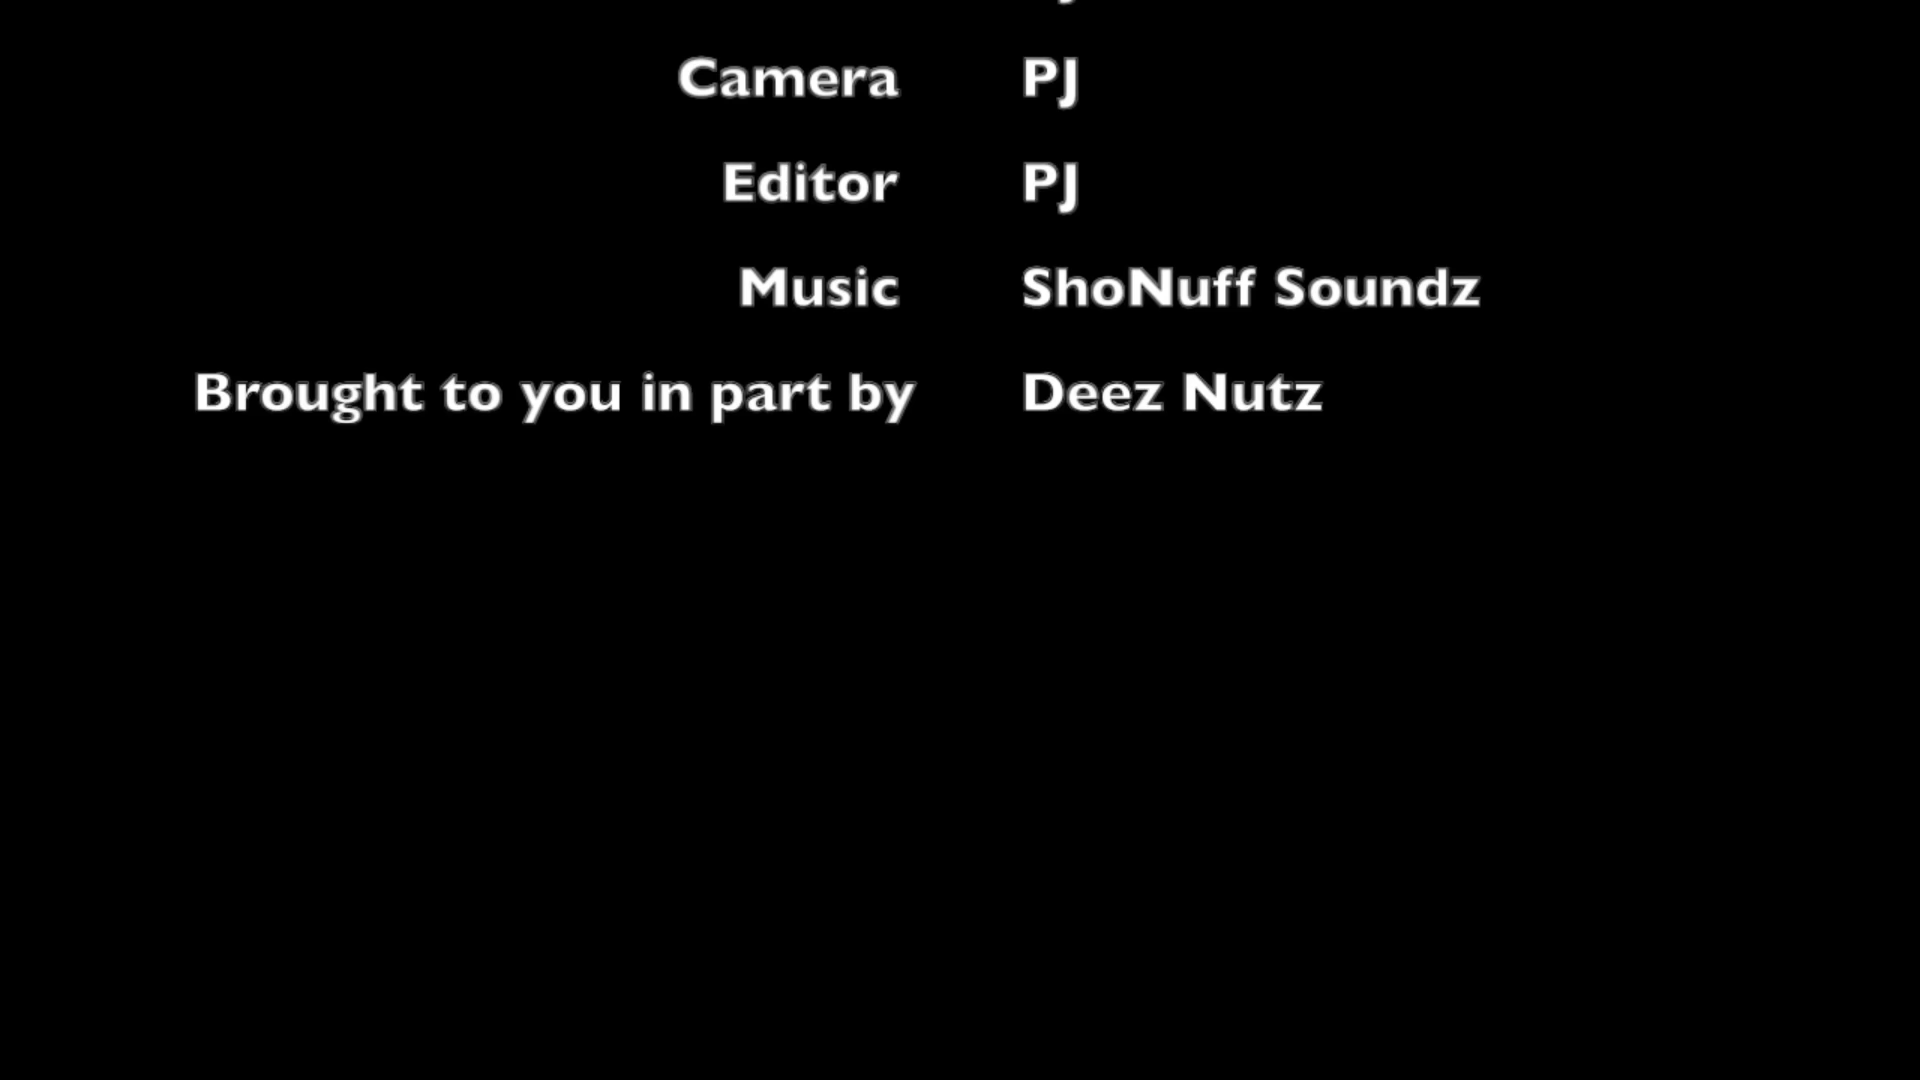 Camera PJ
Editor PJ
Music ShoNuff Soundz
Brought to you in part by Deez Nutz